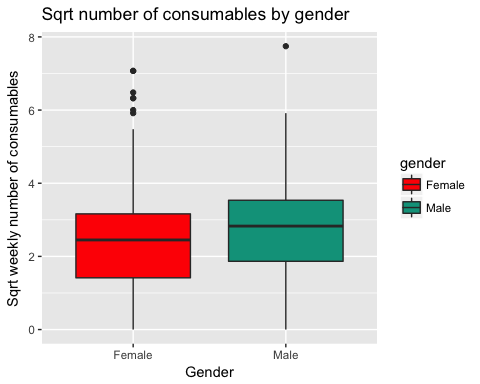 Sqrt number of consumables by gender
Sqrt weekly number of consumables
8
6
4
2
0
Female
Male
Gender
gender
Female
Male